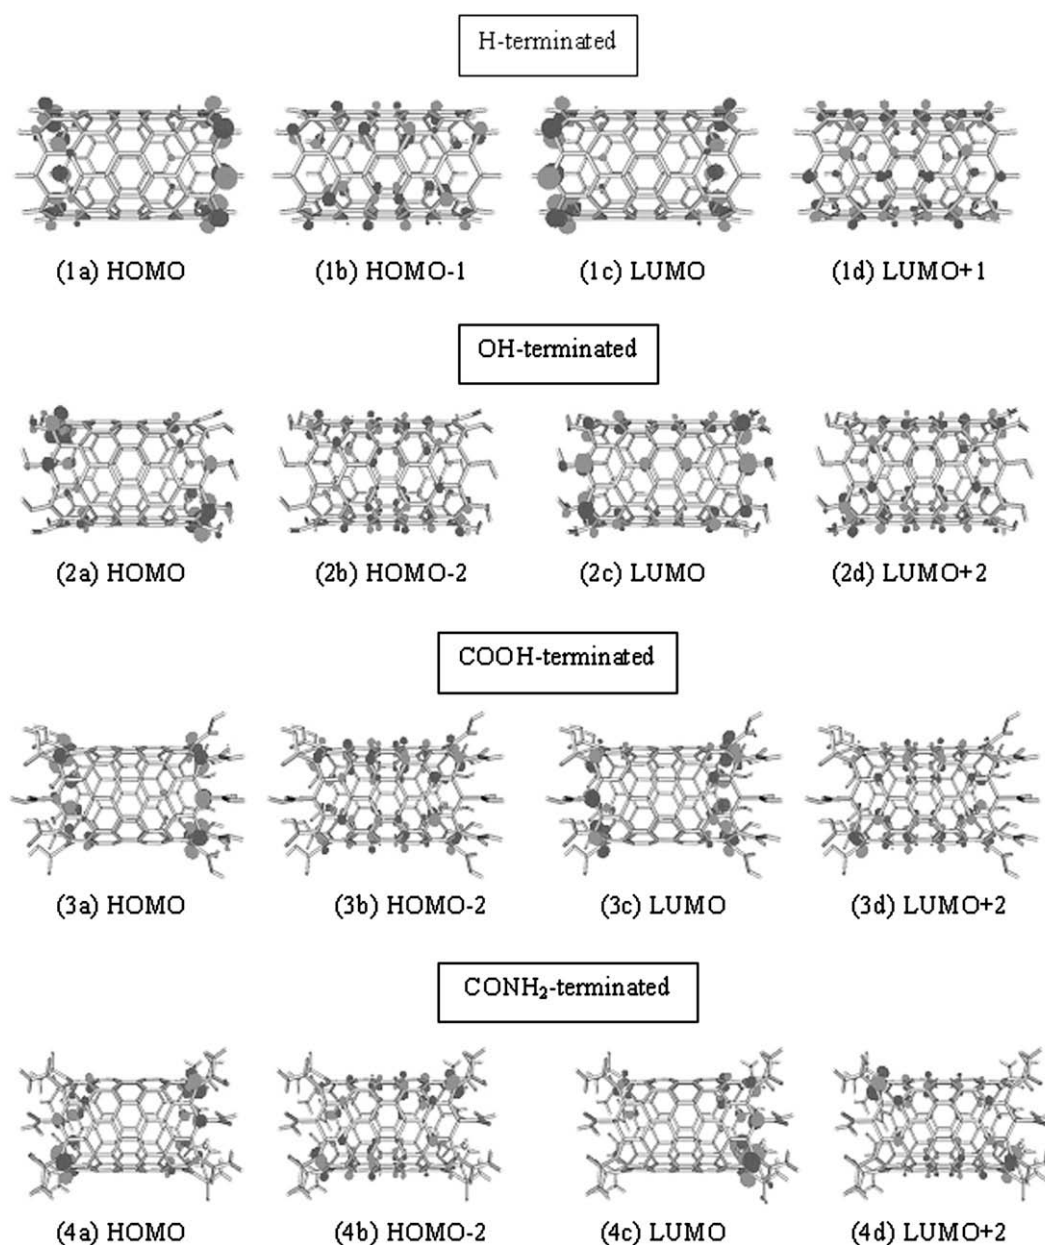 H-terminated
(1a) HOMO (1b) HOMO-1 (1c) LUMO (1d) LUMO+1
OH-terminated
(2a) HOMO (2b) HOMO-2 (2c) LUMO (2d) LUMO+2
COOH-terminated
(3a) HOMO (3b) HOMO-2 (3c) LUMO (3d) LUMO+2
CONH₂-terminated
(4a) HOMO (4b) HOMO-2 (4c) LUMO (4d) LUMO+2